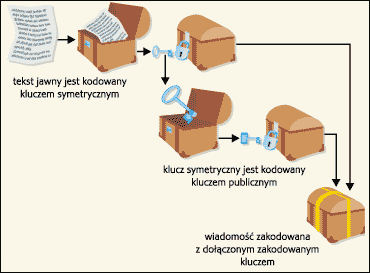 tekst jawny jest kodowany
kluczem symetrycznym
klucz symetryczny jest kodowany
kluczem publicznym
wiadomość zakodowana
z dołączonym zakodowanym
kluczem